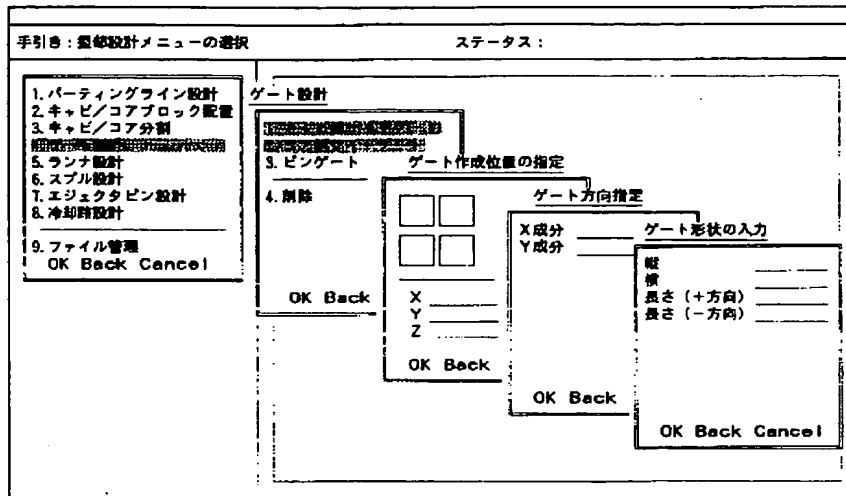 手引き：型部設計メニューの選択
ステータス：
1. パーティングライン設計
2. キャビ／コアブロック配置
3. キャビ／コア分割
5. ランナ設計
6. スプル設計
7. エジェクタピン設計
8. 冷却路設計
9. ファイル管理
OK Back Cancel
ゲート設計
3. ピンゲート
4. 削除
OK Back
ゲート作成位置の指定
X
Y
Z
OK Back
ゲート方向指定
X成分
Y成分
OK Back
ゲート形状の入力
縦
横
長さ（＋方向）
長さ（－方向）
OK Back Cancel